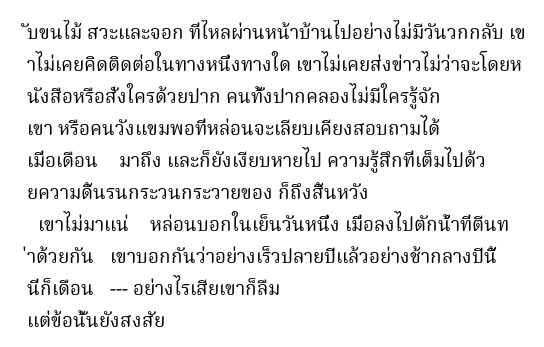 ับขนไม้ สวะและจอก ที่ไหลผ่านหน้าบ้านไปอย่างไม่มีวันวกกลับ เข
าไม่เคยคิดติดต่อในทางหนึ่งทางใด เขาไม่เคยส่งข่าวไม่ว่าจะโดยห
นังสือหรือสั่งใครด้วยปาก คนทั้งปากคลองไม่มีใครรู้จัก
เขา หรือคนวังแขมพอที่หล่อนจะเลียบเคียงสอบถามได้
เมื่อเดือน    มาถึง และก็ยังเงียบหายไป ความรู้สึกที่เต็มไปด้ว
ยความดิ้นรนกระวนกระวายของ ก็ถึงสิ้นหวัง
เขาไม่มาแน่    หล่อนบอกในเย็นวันหนึ่ง เมื่อลงไปตักน้ำที่ตีนท
่าด้วยกัน   เขาบอกกันว่าอย่างเร็วปลายปีแล้วอย่างช้ากลางปีนี้
นี่ก็เดือน   --- อย่างไรเสียเขาก็ลืม
แต่ข้อนั้นยังสงสัย